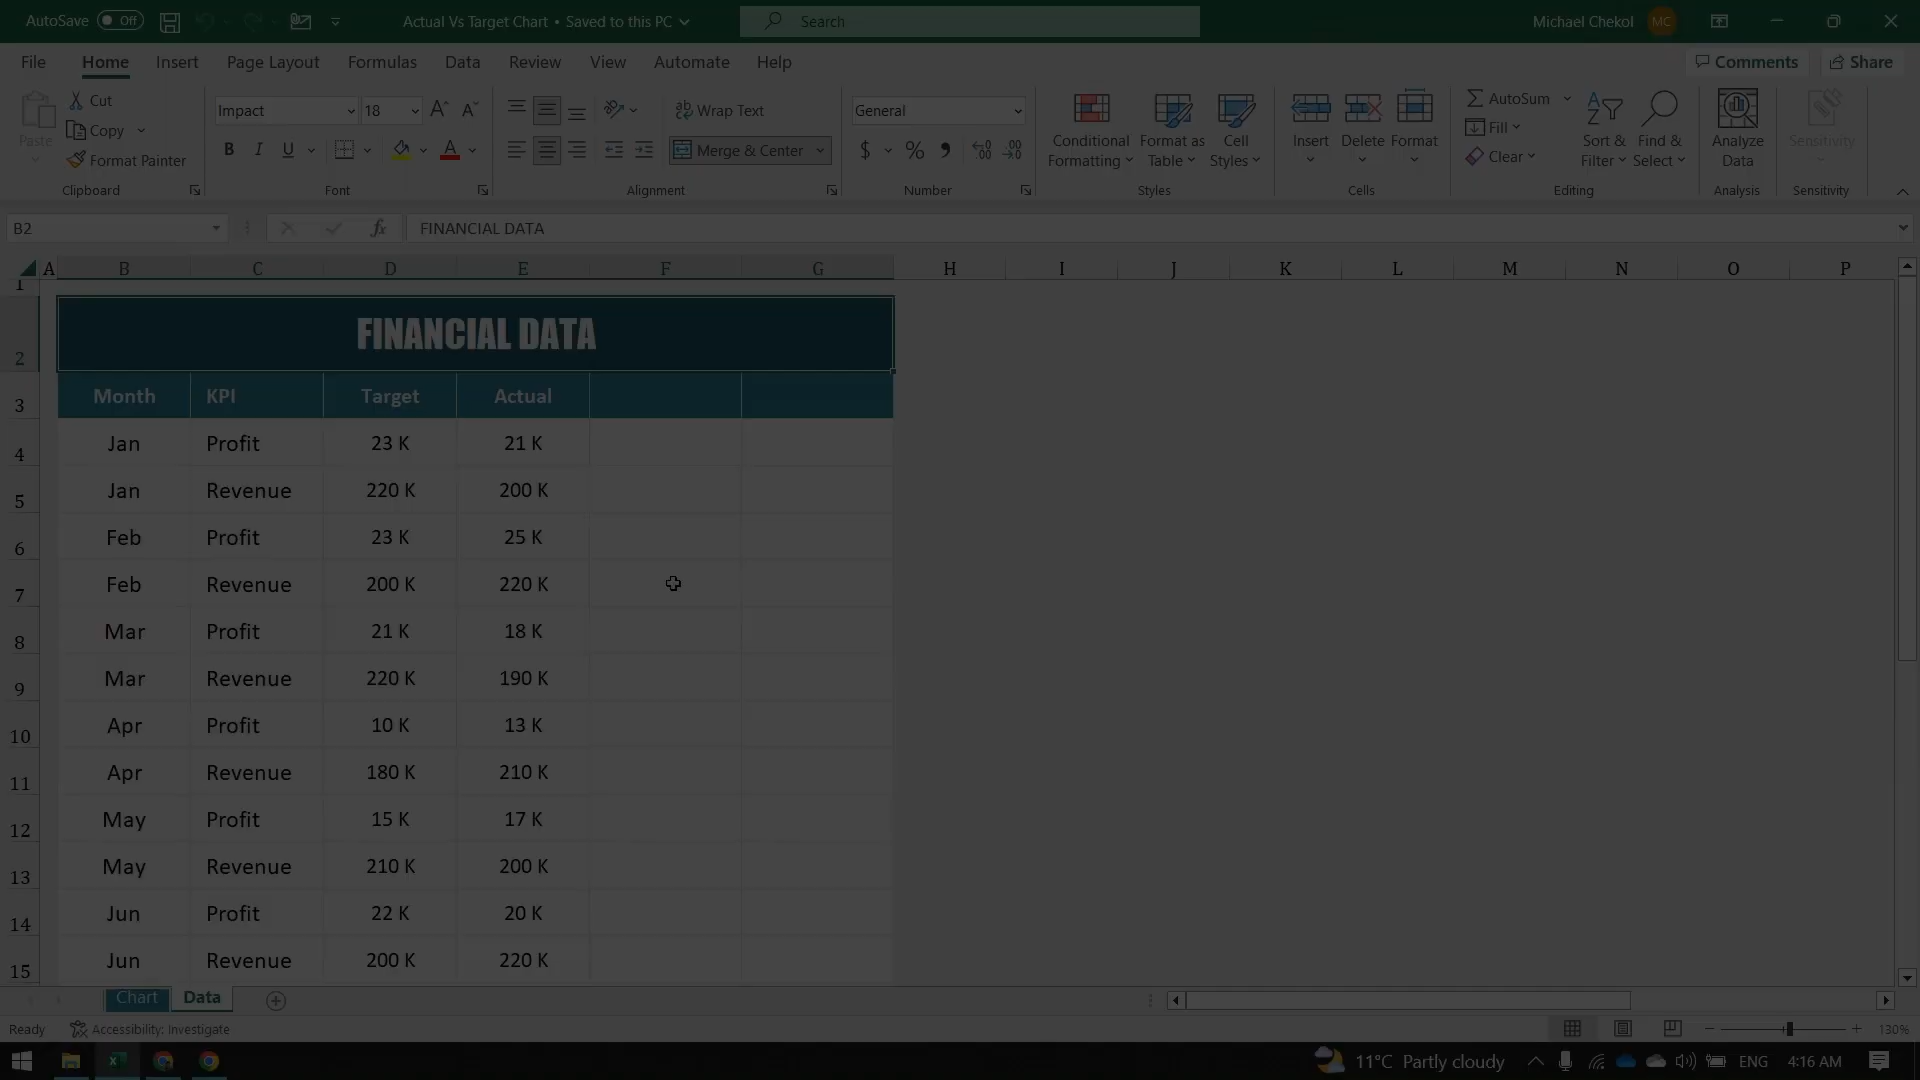 AutoSave Off Actual Vs Target Chart • Saved to this PC Search Michael Chekol MC
File Home Insert Page Layout Formulas Data Review View Automate Help Comments Share
Paste Cut Copy Format Painter Clipboard
Impact 18 B I U A Font
Wrap Text Merge & Center Alignment
General $ % Number
Conditional Formatting Format as Table Cell Styles Styles
Insert Delete Format Cells
AutoSum Fill Clear Sort & Filter Find & Select Editing
Analyze Data Analysis
Sensitivity Sensitivity
B2 fx FINANCIAL DATA
A B C D E F G H I J K L M N O P
1
2 FINANCIAL DATA
3 Month KPI Target Actual
4 Jan Profit 23 K 21 K
5 Jan Revenue 220 K 200 K
6 Feb Profit 23 K 25 K
7 Feb Revenue 200 K 220 K
8 Mar Profit 21 K 18 K
9 Mar Revenue 220 K 190 K
10 Apr Profit 10 K 13 K
11 Apr Revenue 180 K 210 K
12 May Profit 15 K 17 K
13 May Revenue 210 K 200 K
14 Jun Profit 22 K 20 K
15 Jun Revenue 200 K 220 K
Chart Data
Ready Accessibility: Investigate 130%
11°C Partly cloudy ENG 4:16 AM